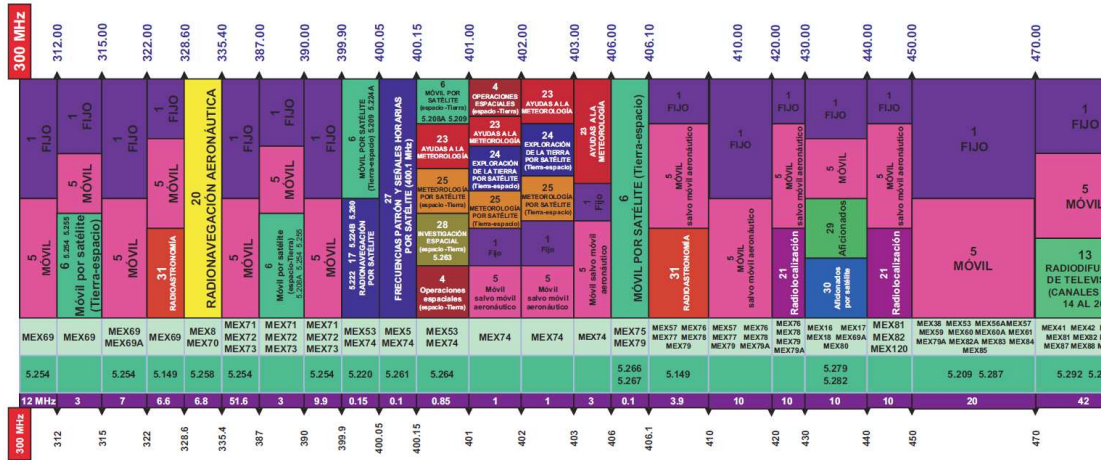 300 MHz
312.00
315.00
322.00
328.60
335.40
387.00
390.00
399.90
400.05
400.15
401.00
402.00
403.00
406.00
406.10
410.00
420.00
430.00
440.00
450.00
470.00
1
FIJO
5
MÓVIL
1
FIJO
5
MÓVIL
6 5.254 5.255
Móvil por satélite
(Tierra-espacio)
1
FIJO
5
MÓVIL
1
FIJO
5
MÓVIL
31
RADIOASTRONOMÍA
20
RADIONAVEGACIÓN AERONÁUTICA
1
FIJO
5
MÓVIL
1
FIJO
5
MÓVIL
6
Móvil por satélite
(espacio-Tierra)
5.208A 5.254 5.255
1
FIJO
5
MÓVIL
6
MÓVIL POR SATÉLITE
(Tierra-espacio) 5.209 5.224A
5.222 17 5.224B 5.260
RADIONAVEGACIÓN
POR SATÉLITE
27
FRECUENCIAS PATRÓN Y SEÑALES HORARIAS
POR SATÉLITE (400.1 MHz)
6
MÓVIL POR
SATÉLITE
(espacio -Tierra)
5.208A 5.209
23
AYUDAS A LA
METEOROLOGÍA
25
METEOROLOGÍA
POR SATÉLITE
(espacio -Tierra)
28
INVESTIGACIÓN
ESPACIAL
(espacio -Tierra)
5.263
4
Operaciones
espaciales
(espacio -Tierra)
4
OPERACIONES
ESPACIALES
(espacio -Tierra)
23
AYUDAS A LA
METEOROLOGÍA
24
EXPLORACIÓN
DE LA TIERRA
POR SATÉLITE
(Tierra-espacio)
25
METEOROLOGÍA
POR SATÉLITE
(Tierra-espacio)
1
Fijo
5
Móvil
salvo móvil
aeronáutico
23
AYUDAS A LA
METEOROLOGÍA
24
EXPLORACIÓN
DE LA TIERRA
POR SATÉLITE
(Tierra-espacio)
25
METEOROLOGÍA
POR SATÉLITE
(Tierra-espacio)
1
Fijo
5
Móvil
salvo móvil
aeronáutico
23
AYUDAS A LA
METEOROLOGÍA
1
Fijo
5
Móvil salvo móvil
aeronáutico
6
MÓVIL POR SATÉLITE (Tierra-espacio)
1
FIJO
5
MÓVIL
salvo móvil aeronáutico
31
RADIOASTRONOMÍA
1
FIJO
5
MÓVIL
salvo móvil aeronáutico
1
FIJO
5
MÓVIL
salvo móvil aeronáutico
21
Radiolocalización
1
FIJO
5
MÓVIL
29
Aficionados
30
Aficionados
por satélite
1
FIJO
5
MÓVIL
salvo móvil aeronáutico
21
Radiolocalización
1
FIJO
5
MÓVIL
1
FIJO
5
MÓVIL
13
RADIODIFU
DE TELEVIS
(CANALES
14 AL 2
MEX69
MEX69
MEX69
MEX69A
MEX69
MEX8
MEX70
MEX71
MEX72
MEX73
MEX71
MEX72
MEX73
MEX71
MEX72
MEX73
MEX53
MEX74
MEX5
MEX74
MEX53
MEX74
MEX74
MEX74
MEX74
MEX75
MEX79
MEX57 MEX76
MEX77 MEX78
MEX79
MEX57 MEX76
MEX77 MEX78
MEX79 MEX79A
MEX76
MEX78
MEX79
MEX79A
MEX16 MEX17
MEX18 MEX69A
MEX80
MEX81
MEX82
MEX120
MEX38 MEX53 MEX56A MEX57
MEX59 MEX60 MEX60A MEX61
MEX79A MEX82A MEX83 MEX84
MEX85
MEX41 MEX42
MEX81 MEX82
MEX87 MEX88
5.254
5.254
5.149
5.258
5.254
5.254
5.220
5.261
5.264
5.266
5.267
5.149
5.279
5.282
5.209 5.287
5.292
12 MHz
3
7
6.6
6.8
51.6
3
9.9
0.15
0.1
0.85
1
1
3
0.1
3.9
10
10
10
10
20
42
300 MHz
312
315
322
328.6
335.4
387
390
399.9
400.05
400.15
401
402
403
406
406.1
410
420
430
440
450
470